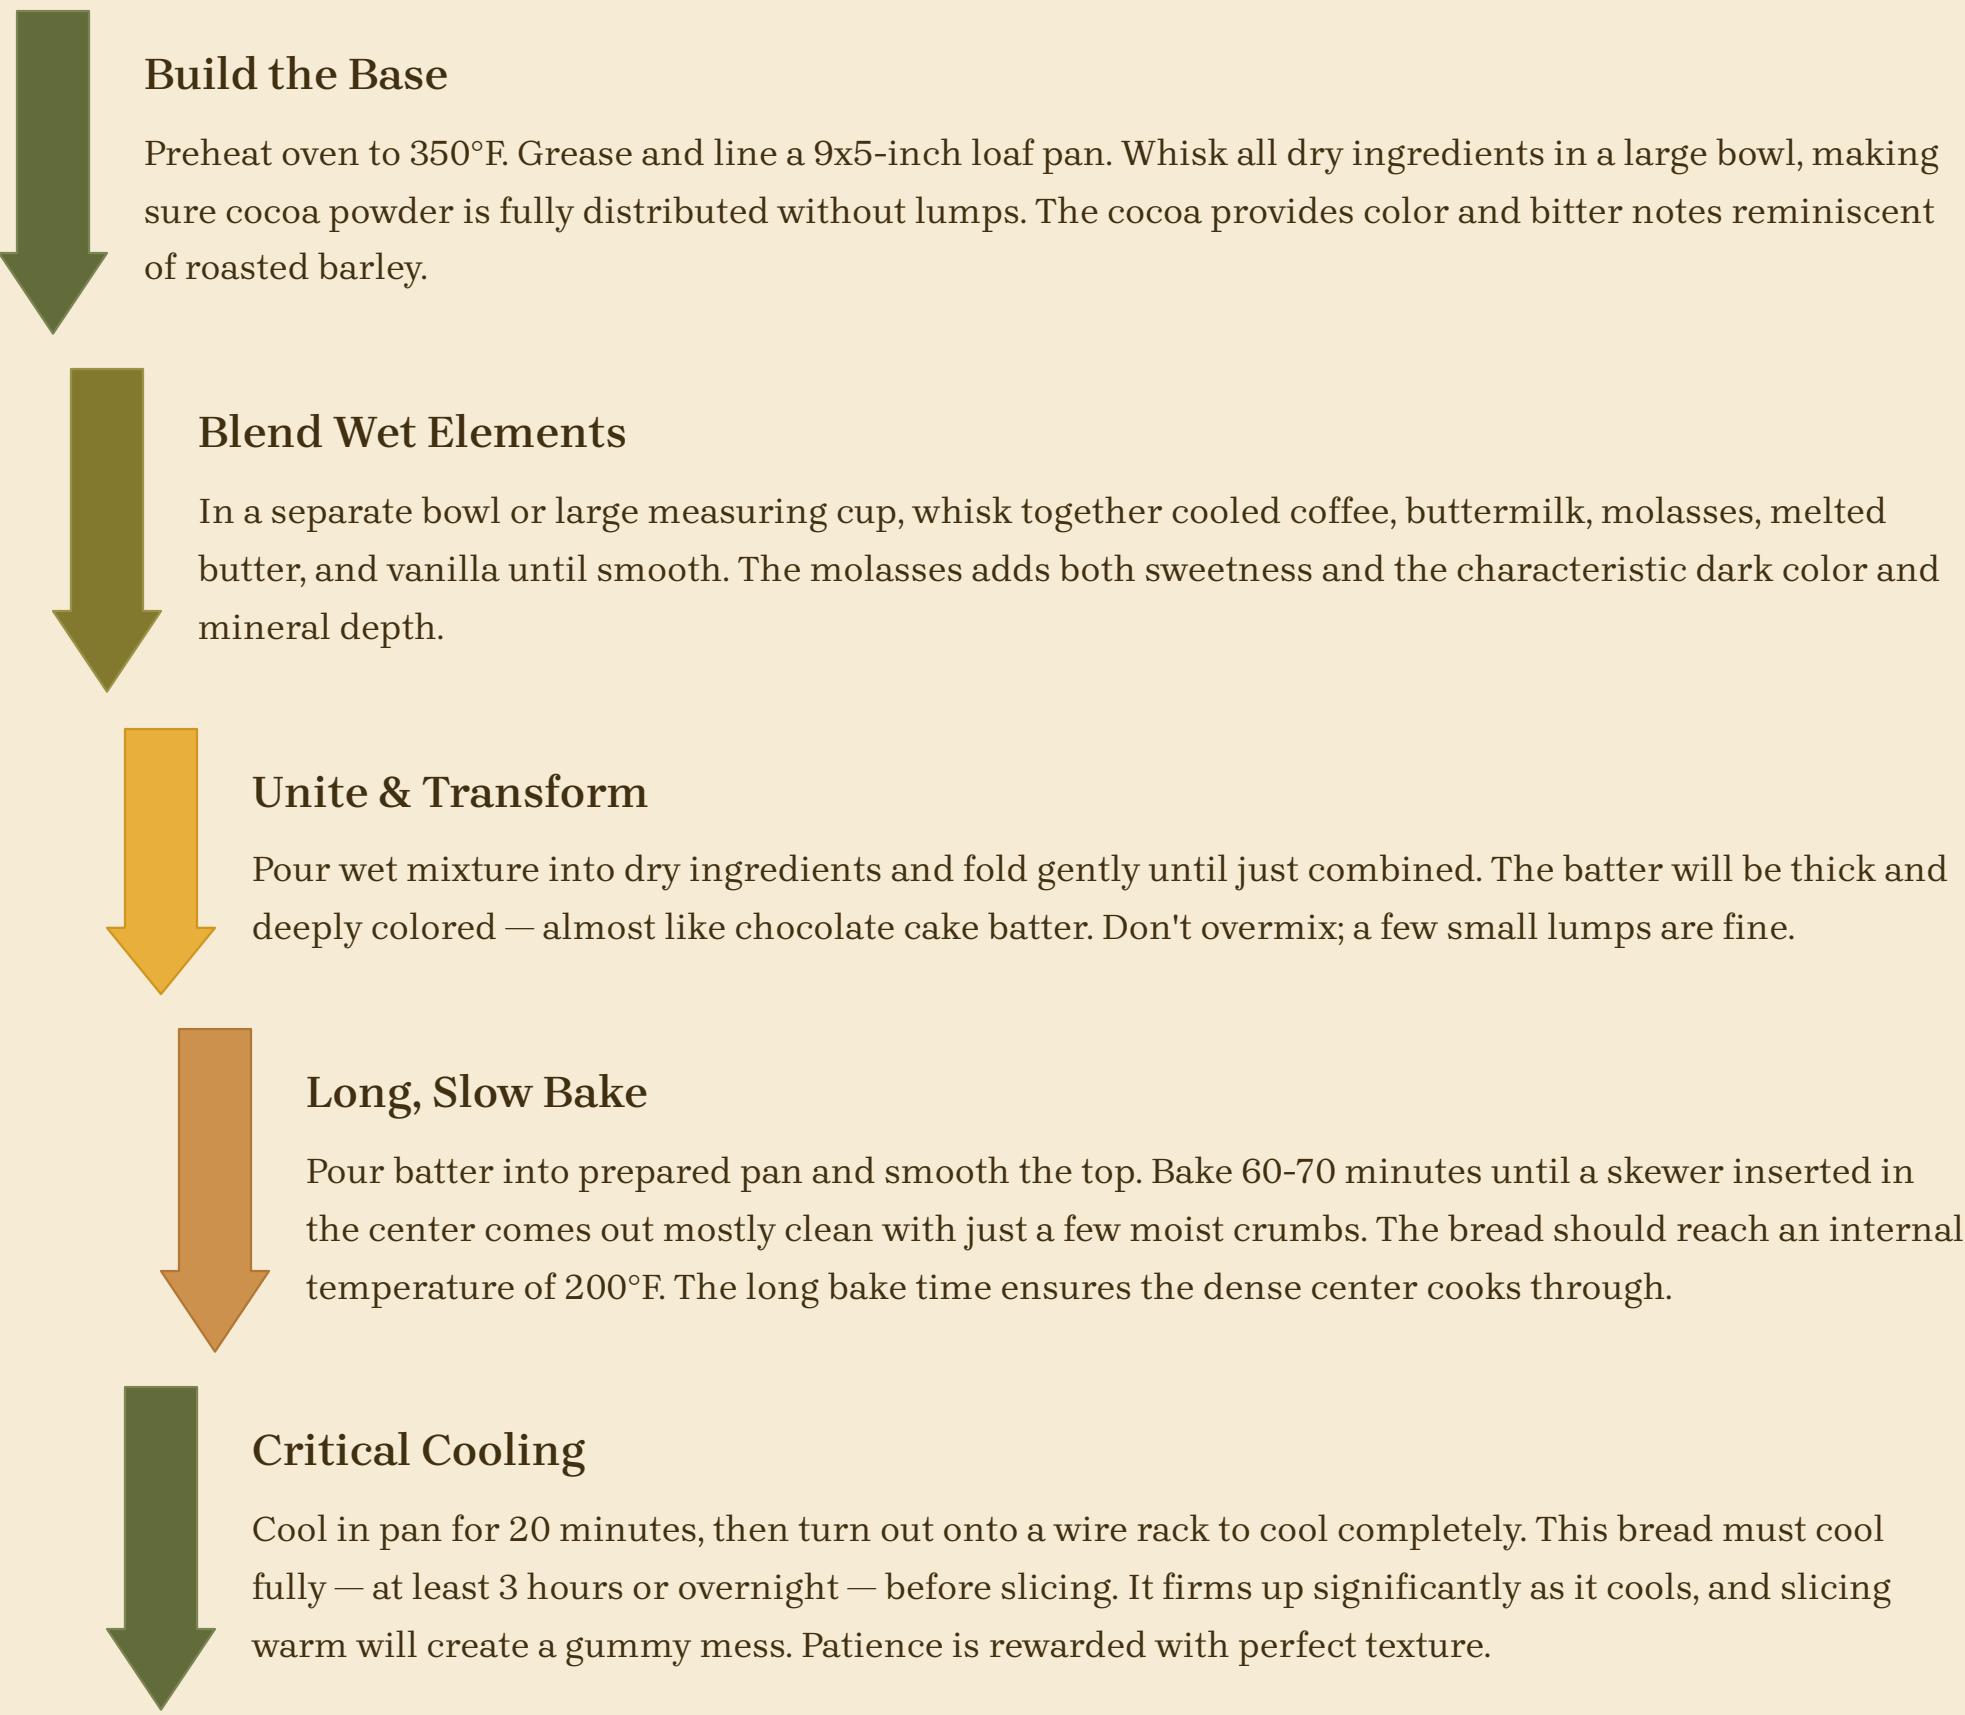 Build the Base
Preheat oven to 350°F. Grease and line a 9x5-inch loaf pan. Whisk all dry ingredients in a large bowl, making
sure cocoa powder is fully distributed without lumps. The cocoa provides color and bitter notes reminiscent
of roasted barley.
Blend Wet Elements
In a separate bowl or large measuring cup, whisk together cooled coffee, buttermilk, molasses, melted
butter, and vanilla until smooth. The molasses adds both sweetness and the characteristic dark color and
mineral depth.
Unite & Transform
Pour wet mixture into dry ingredients and fold gently until just combined. The batter will be thick and
deeply colored — almost like chocolate cake batter. Don't overmix; a few small lumps are fine.
Long, Slow Bake
Pour batter into prepared pan and smooth the top. Bake 60-70 minutes until a skewer inserted in
the center comes out mostly clean with just a few moist crumbs. The bread should reach an internal
temperature of 200°F. The long bake time ensures the dense center cooks through.
Critical Cooling
Cool in pan for 20 minutes, then turn out onto a wire rack to cool completely. This bread must cool
fully — at least 3 hours or overnight — before slicing. It firms up significantly as it cools, and slicing
warm will create a gummy mess. Patience is rewarded with perfect texture.